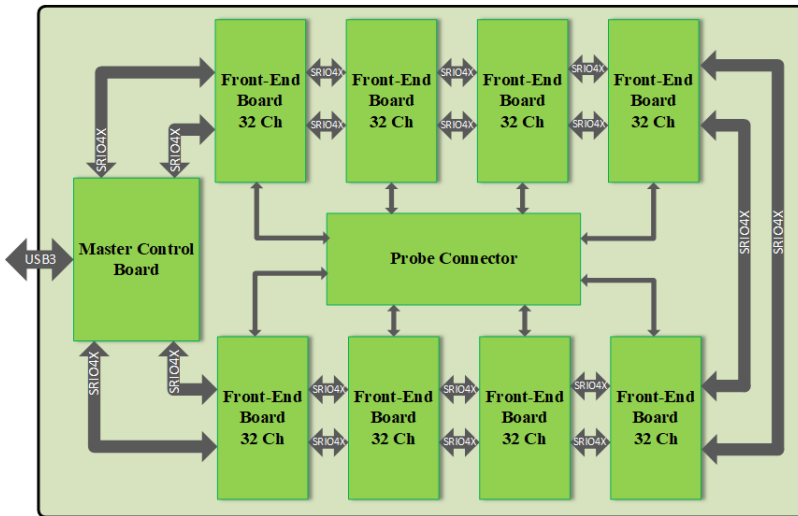 Front-End
Board
32 Ch
SRIO4X
SRIO4X
Front-End
Board
32 Ch
SRIO4X
SRIO4X
Front-End
Board
32 Ch
SRIO4X
SRIO4X
Front-End
Board
32 Ch
SRIO4X
SRIO4X
SRIO4X
SRIO4X
USB3
Master Control
Board
Probe Connector
SRIO4X
SRIO4X
Front-End
Board
32 Ch
SRIO4X
SRIO4X
Front-End
Board
32 Ch
SRIO4X
SRIO4X
Front-End
Board
32 Ch
SRIO4X
SRIO4X
Front-End
Board
32 Ch